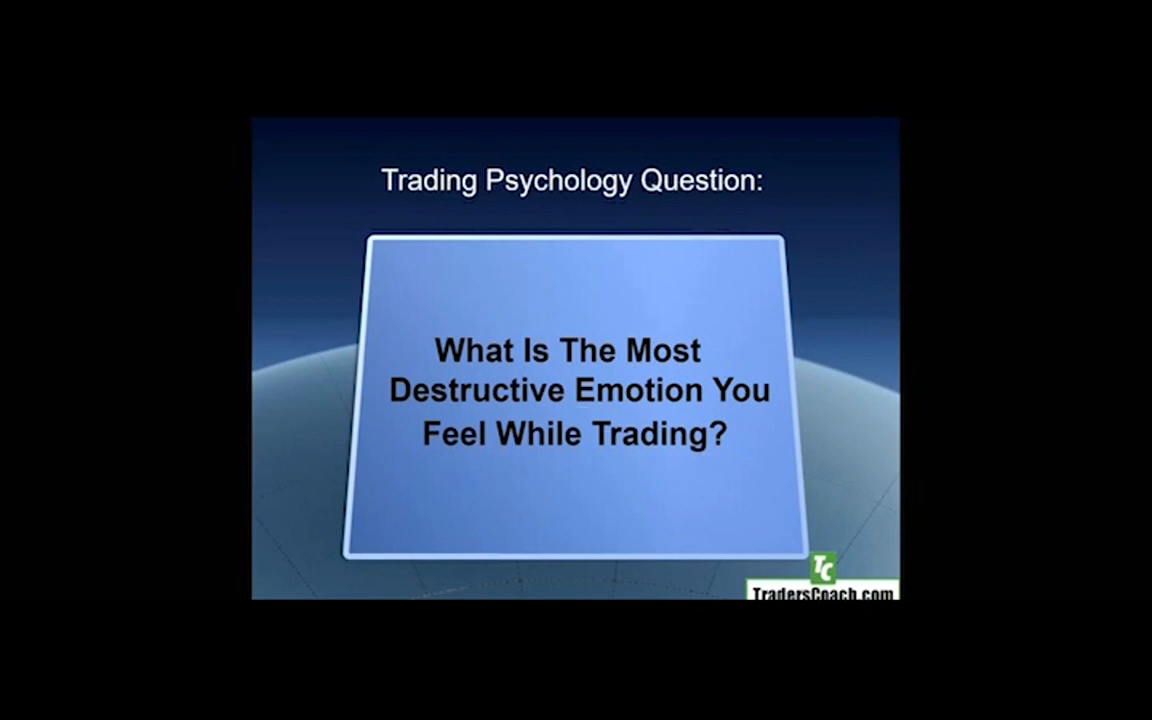 Trading Psychology Question:
What Is The Most
Destructive Emotion You
Feel While Trading?
TC
TradersCoach.com